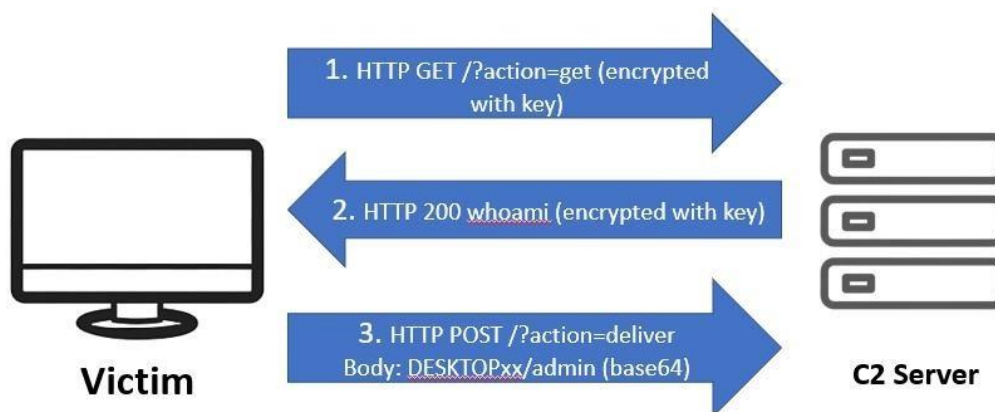 1. HTTP GET /?action=get (encrypted
with key)
2. HTTP 200 whoami (encrypted with key)
3. HTTP POST /?action=deliver
Body: DESKTOPxx/admin (base64)
Victim
C2 Server